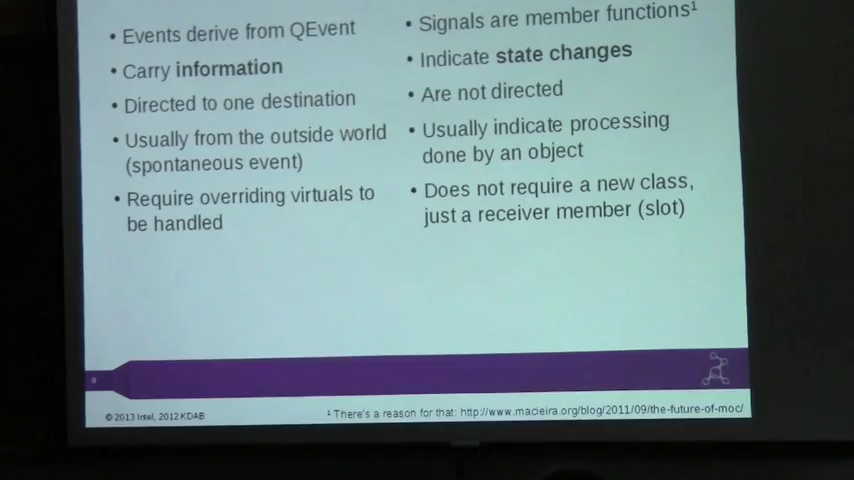 • Events derive from QEvent
• Carry information
• Directed to one destination
• Usually from the outside world
(spontaneous event)
• Require overriding virtuals to
be handled
• Signals are member functions¹
• Indicate state changes
• Are not directed
• Usually indicate processing
done by an object
• Does not require a new class,
just a receiver member (slot)
8
© 2013 Intel, 2012 KDAB
¹ There's a reason for that: http://www.macieira.org/blog/2011/09/the-future-of-moc/